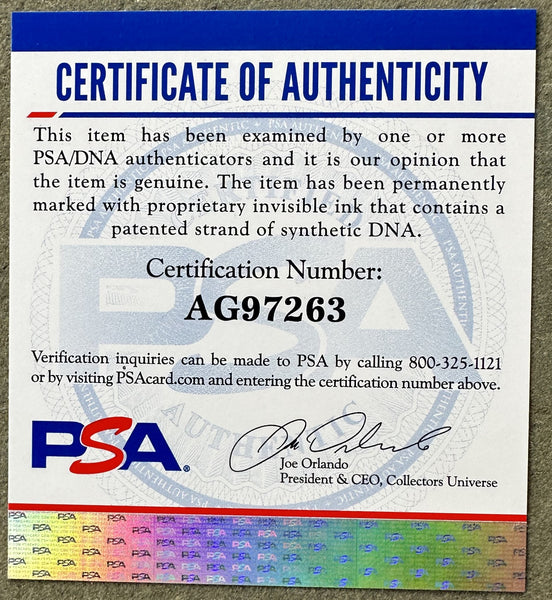 CERTIFICATE OF AUTHENTICITY
This item has been examined by one or more
PSA/DNA authenticators and it is our opinion that
the item is genuine. The item has been permanently
marked with proprietary invisible ink that contains a
patented strand of synthetic DNA.
Certification Number:
AG97263
Verification inquiries can be made to PSA by calling 800-325-1121
or by visiting PSAcard.com and entering the certification number above.
PSA®
Joe Orlando
President & CEO, Collectors Universe
PSA
AUTHENTIC